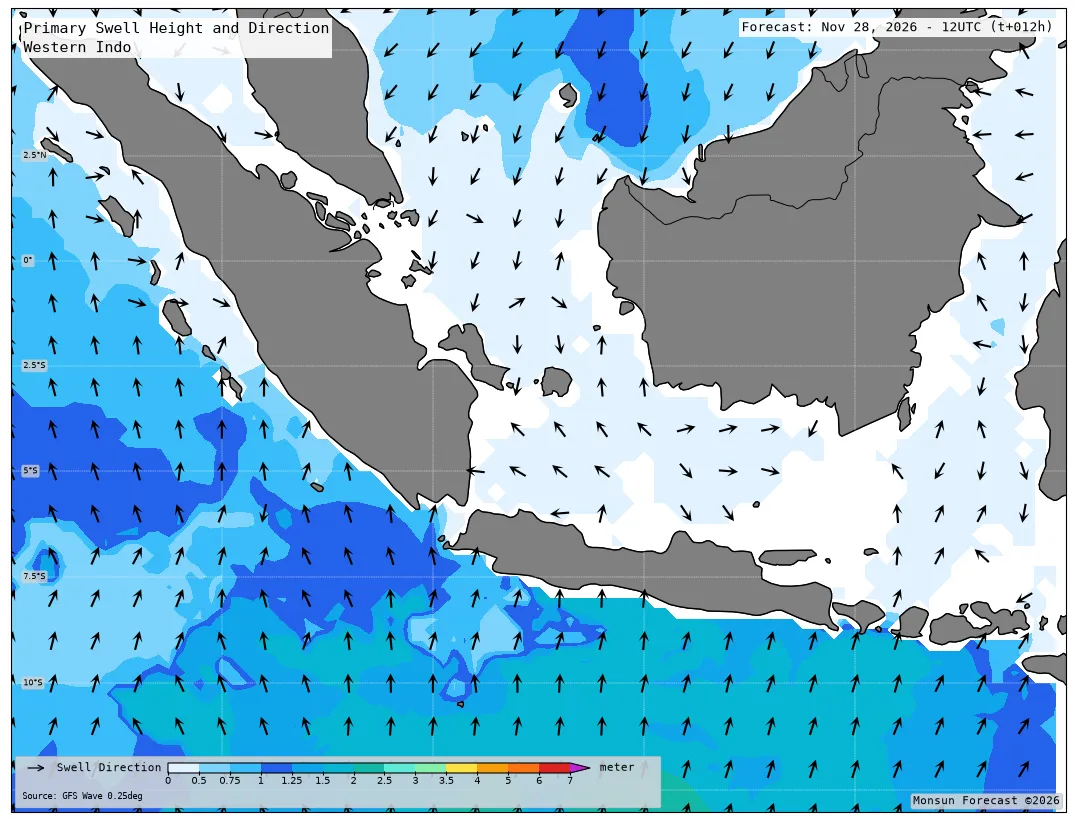 Primary Swell Height and Direction
Western Indo
Forecast: Nov 28, 2026 - 12UTC (t+012h)
2.5°N
0°
2.5°S
5°S
7.5°S
10°S
Swell Direction
0 0.5 0.75 1 1.25 1.5 2 2.5 3 3.5 4 5 6 7
meter
Source: GFS Wave 0.25deg
Monsun Forecast ©2026